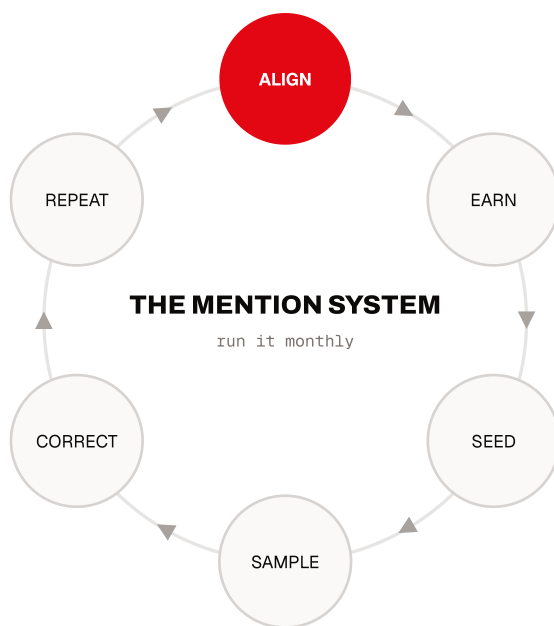 ALIGN
REPEAT
EARN
THE MENTION SYSTEM
run it monthly
CORRECT
SEED
SAMPLE